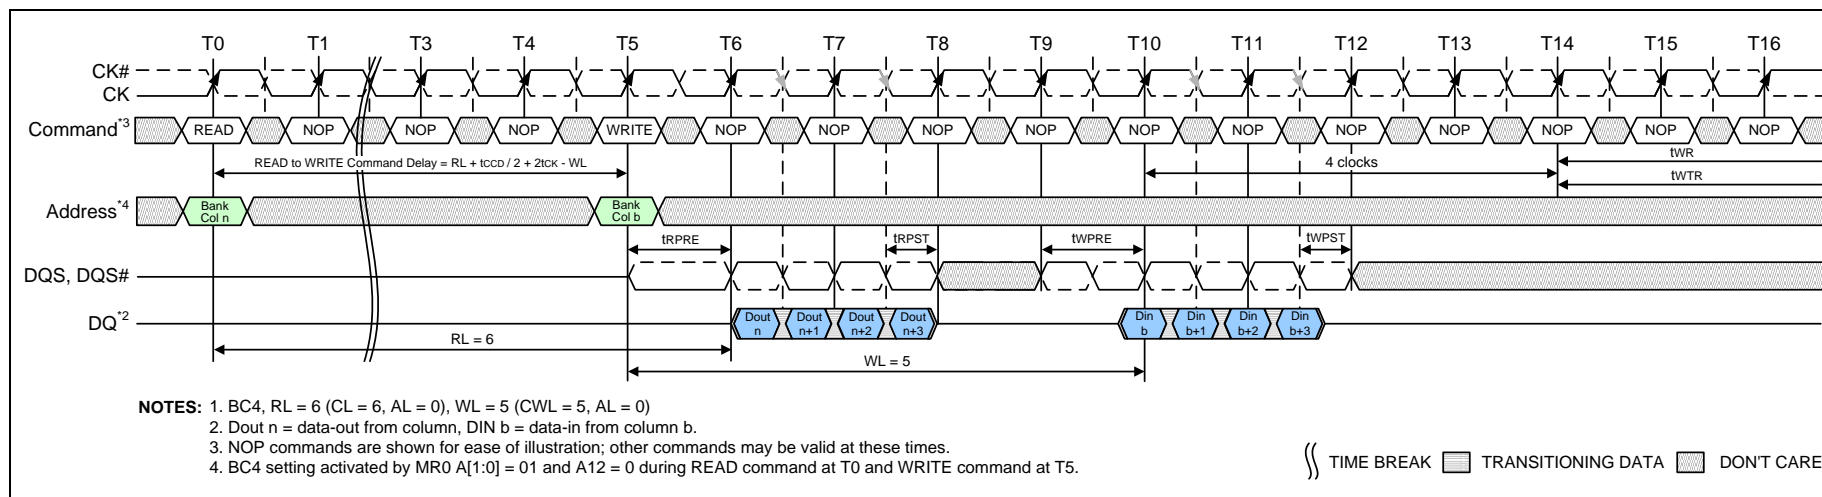 T0 T1 T3 T4 T5 T6 T7 T8 T9 T10 T11 T12 T13 T14 T15 T16
CK#
CK
Command*3 READ NOP NOP NOP WRITE NOP NOP NOP NOP NOP NOP NOP NOP NOP NOP NOP
READ to WRITE Command Delay = RL + tCCD / 2 + 2tCK - WL 4 clocks tWR
tWTR
Address*4 Bank Col n Bank Col b
tRPRE tRPST tWPRE tWPST
DQS, DQS#
DQ*2 Dout n Dout n+1 Dout n+2 Dout n+3 Din b Din b+1 Din b+2 Din b+3
RL = 6
WL = 5
NOTES: 1. BC4, RL = 6 (CL = 6, AL = 0), WL = 5 (CWL = 5, AL = 0)
2. Dout n = data-out from column, DIN b = data-in from column b.
3. NOP commands are shown for ease of illustration; other commands may be valid at these times.
4. BC4 setting activated by MR0 A[1:0] = 01 and A12 = 0 during READ command at T0 and WRITE command at T5.
TIME BREAK TRANSITIONING DATA DON'T CARE